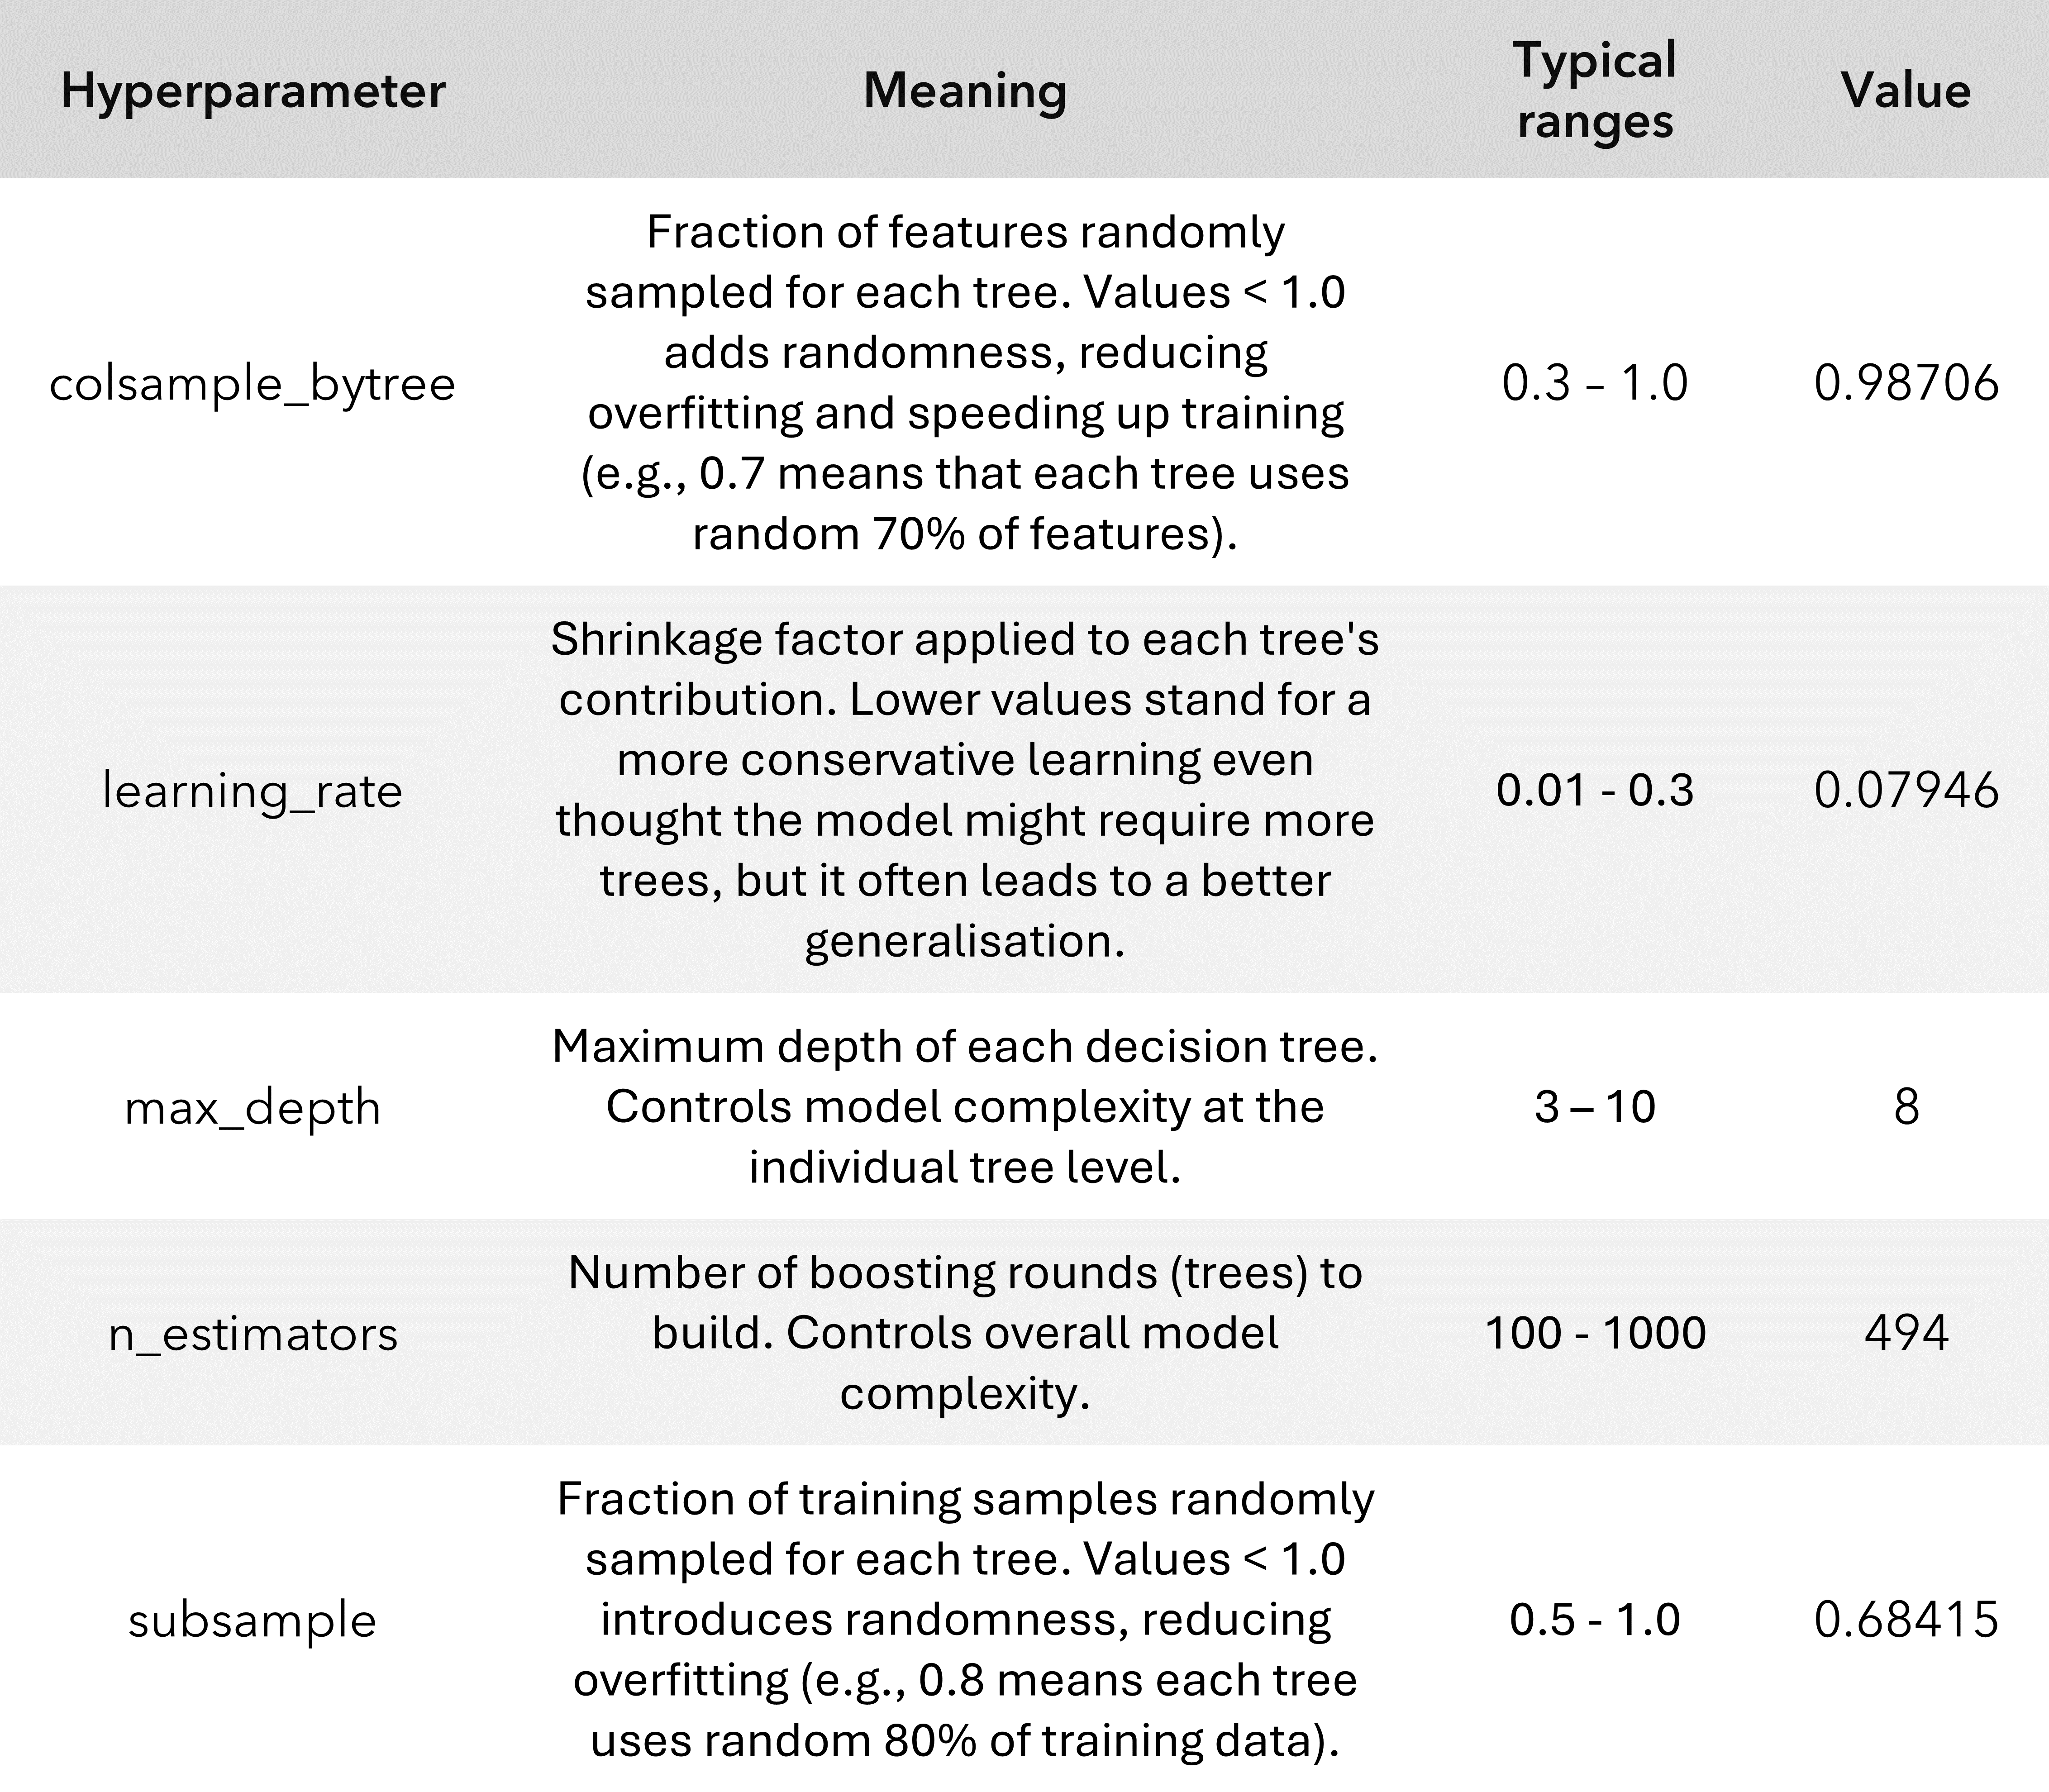 Hyperparameter Meaning Typical ranges Value
colsample_bytree
Fraction of features randomly
sampled for each tree. Values < 1.0
adds randomness, reducing
overfitting and speeding up training
(e.g., 0.7 means that each tree uses
random 70% of features).
0.3 – 1.0
0.98706
learning_rate
Shrinkage factor applied to each tree's
contribution. Lower values stand for a
more conservative learning even
thought the model might require more
trees, but it often leads to a better
generalisation.
0.01 - 0.3
0.07946
max_depth
Maximum depth of each decision tree.
Controls model complexity at the
individual tree level.
3 – 10
8
n_estimators
Number of boosting rounds (trees) to
build. Controls overall model
complexity.
100 - 1000
494
subsample
Fraction of training samples randomly
sampled for each tree. Values < 1.0
introduces randomness, reducing
overfitting (e.g., 0.8 means each tree
uses random 80% of training data).
0.5 - 1.0
0.68415